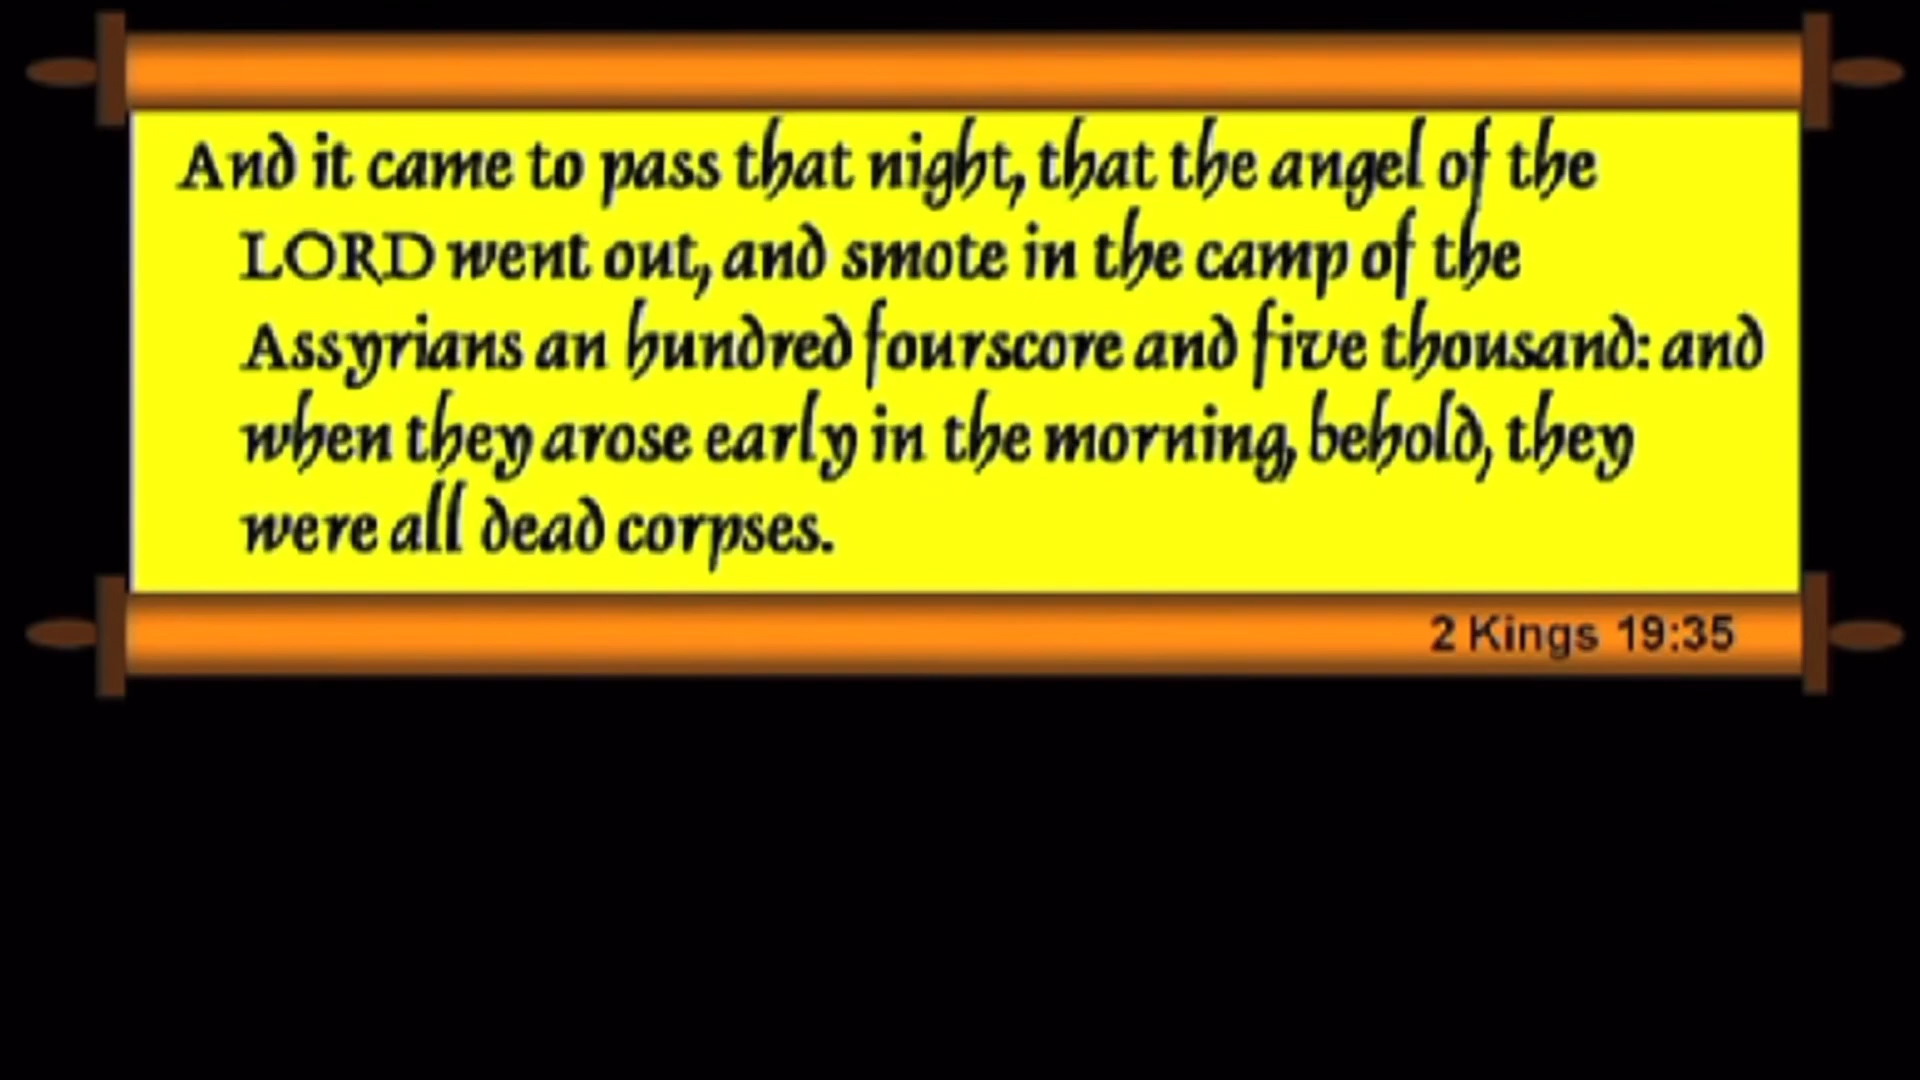 And it came to pass that night, that the angel of the
LORD went out, and smote in the camp of the
Assyrians an hundred fourscore and five thousand: and
when they arose early in the morning, behold, they
were all dead corpses.
2 Kings 19:35